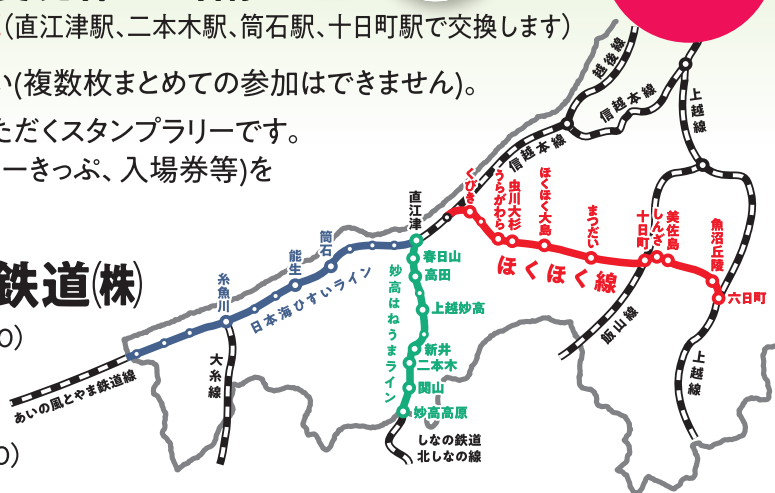 (直江津駅、二本木駅、筒石駅、十日町駅で交換します)
い(複数枚まとめての参加はできません)。
ただくスタンプラリーです。
ーきっぷ、入場券等)を
鉄道㈱
0)
0)
越後線
信越本線
上越線
信越本線
直江津
くびき
うらがわら
虫川大杉
ほくほく大島
まつだい
十日町
しんざ
美佐島
魚沼丘陵
六日町
ほくほく線
飯山線
上越線
筒石
能生
糸魚川
日本海ひすいライン
春日山
高田
上越妙高
新井
二本木
関山
妙高高原
妙高はねうまライン
大糸線
あいの風とやま鉄道線
しなの鉄道
北しなの線